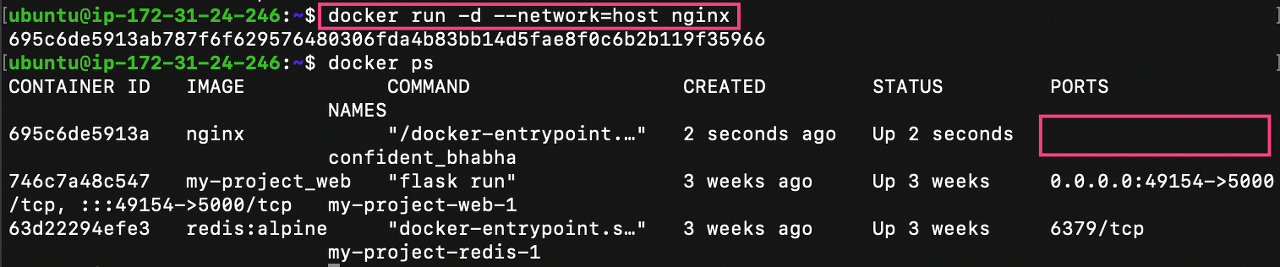 [ubuntu@ip-172-31-24-246:~$ docker run -d --network=host nginx
695c6de5913ab787f6f629576480306fda4b83bb14d5fae8f0c6b2b119f35966
[ubuntu@ip-172-31-24-246:~$ docker ps
CONTAINER ID   IMAGE            COMMAND                  CREATED         STATUS         PORTS
NAMES
695c6de5913a   nginx            "/docker-entrypoint.…"   2 seconds ago   Up 2 seconds
confident_bhabha
746c7a48c547   my-project_web   "flask run"              3 weeks ago     Up 3 weeks     0.0.0.0:49154->5000
/tcp, :::49154->5000/tcp   my-project-web-1
63d22294efe3   redis:alpine     "docker-entrypoint.s…"   3 weeks ago     Up 3 weeks     6379/tcp
my-project-redis-1